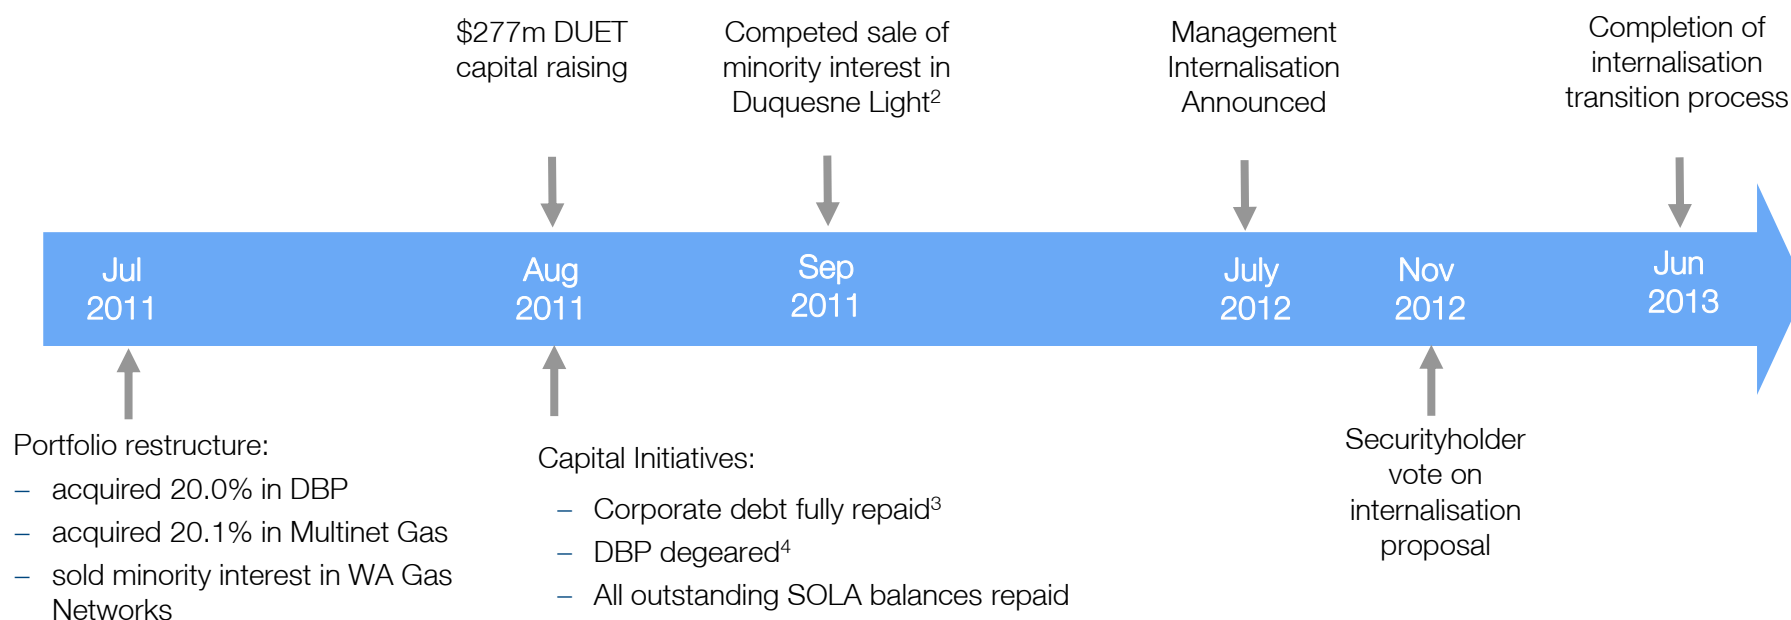 $277m DUET
capital raising
Competed sale of
minority interest in
Duquesne Light²
Management
Internalisation
Announced
Completion of
internalisation
transition process
Jul
2011
Aug
2011
Sep
2011
July
2012
Nov
2012
Jun
2013
Portfolio restructure:
– acquired 20.0% in DBP
– acquired 20.1% in Multinet Gas
– sold minority interest in WA Gas
Networks
Capital Initiatives:
– Corporate debt fully repaid³
– DBP degeared⁴
– All outstanding SOLA balances repaid
Securityholder
vote on
internalisation
proposal